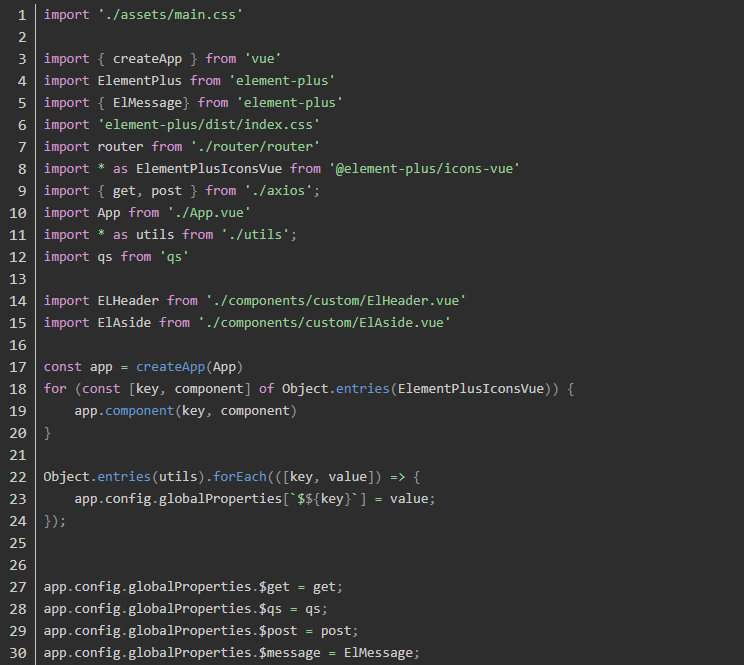 1 import './assets/main.css'
2
3 import { createApp } from 'vue'
4 import ElementPlus from 'element-plus'
5 import { ElMessage} from 'element-plus'
6 import 'element-plus/dist/index.css'
7 import router from './router/router'
8 import * as ElementPlusIconsVue from '@element-plus/icons-vue'
9 import { get, post } from './axios';
10 import App from './App.vue'
11 import * as utils from './utils';
12 import qs from 'qs'
13
14 import ELHeader from './components/custom/ElHeader.vue'
15 import ElAside from './components/custom/ElAside.vue'
16
17 const app = createApp(App)
18 for (const [key, component] of Object.entries(ElementPlusIconsVue)) {
19     app.component(key, component)
20 }
21
22 Object.entries(utils).forEach(([key, value]) => {
23     app.config.globalProperties[`$${key}`] = value;
24 });
25
26
27 app.config.globalProperties.$get = get;
28 app.config.globalProperties.$qs = qs;
29 app.config.globalProperties.$post = post;
30 app.config.globalProperties.$message = ElMessage;